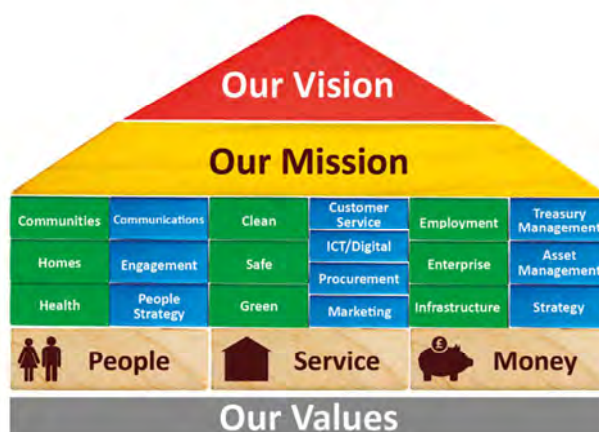 Our Vision
Our Mission
Communities
Homes
Health
Communications
Engagement
People
Strategy
Clean
Safe
Green
Customer
Service
ICT/Digital
Procurement
Marketing
Employment
Enterprise
Infrastructure
Treasury
Management
Asset
Management
Strategy
People
Service
£
Money
Our Values